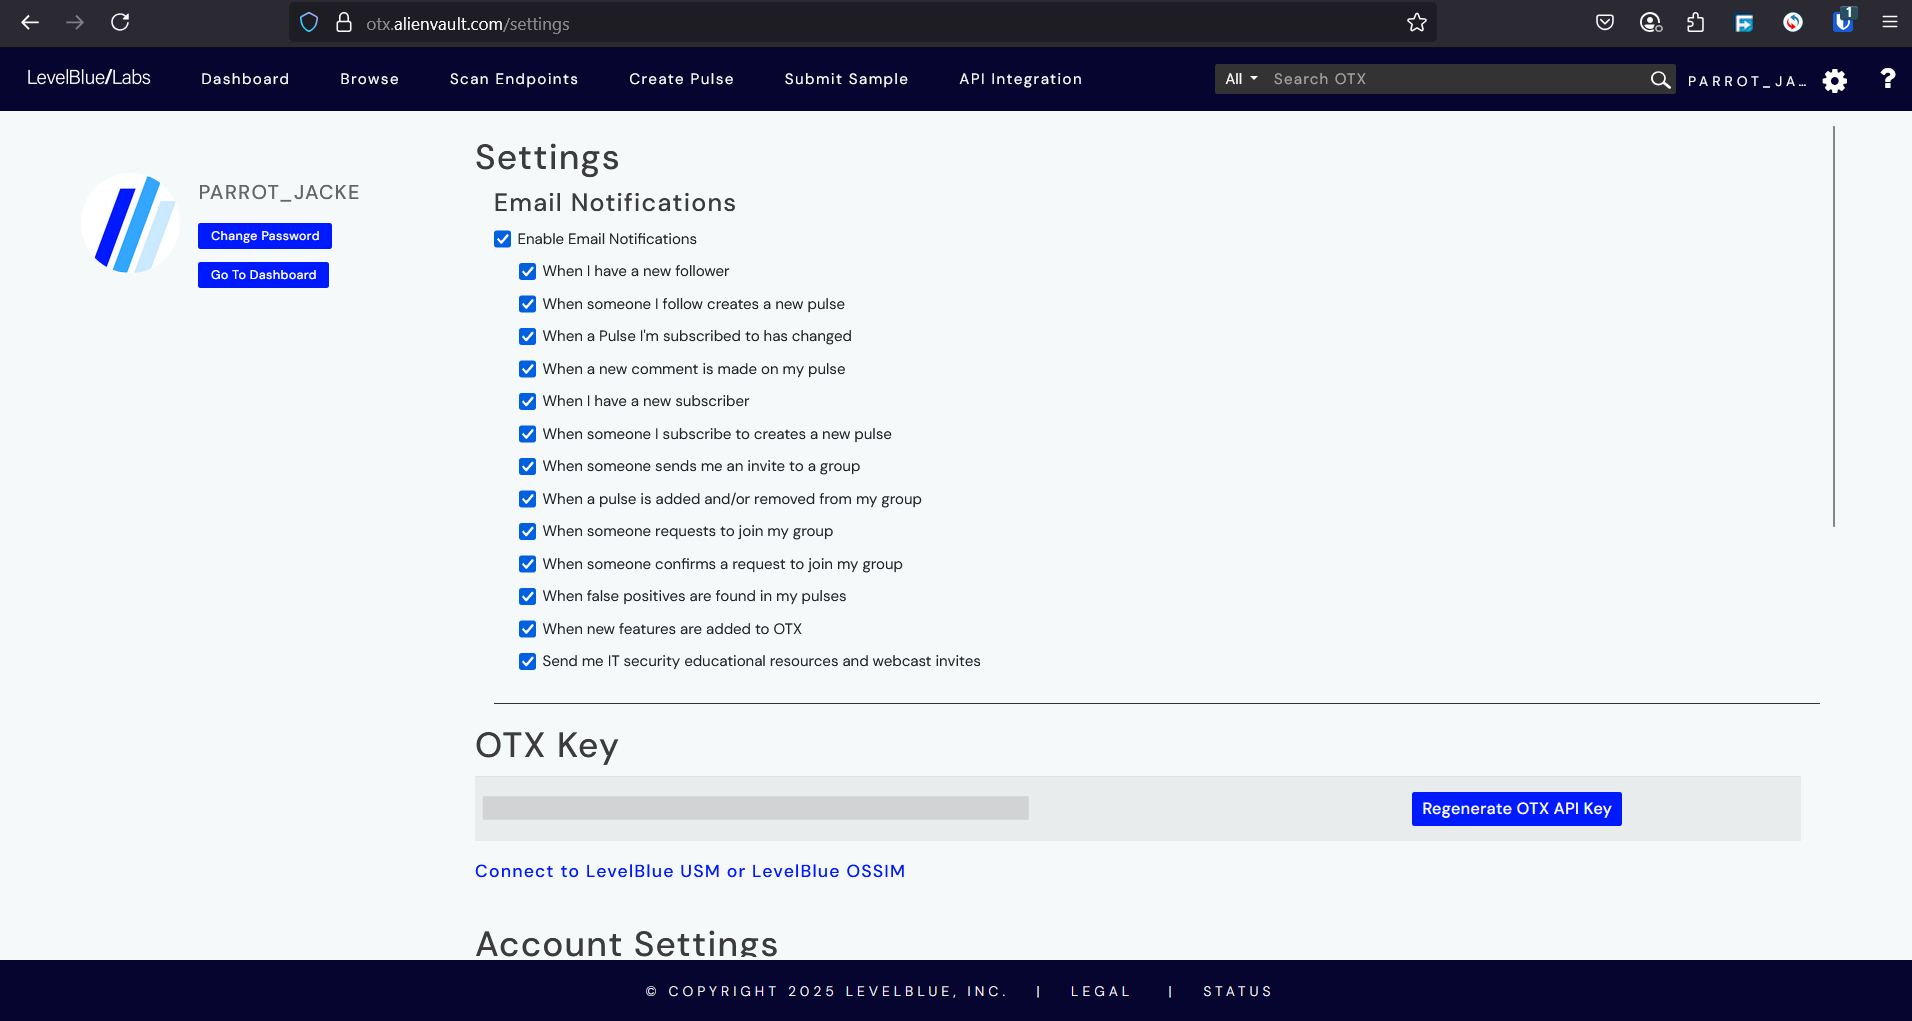 otx.alienvault.com/settings
1
LevelBlue/Labs
Dashboard
Browse
Scan Endpoints
Create Pulse
Submit Sample
API Integration
All
Search OTX
PARROT_JA...
?
PARROT_JACKE
Change Password
Go To Dashboard
Settings
Email Notifications
Enable Email Notifications
When I have a new follower
When someone I follow creates a new pulse
When a Pulse I'm subscribed to has changed
When a new comment is made on my pulse
When I have a new subscriber
When someone I subscribe to creates a new pulse
When someone sends me an invite to a group
When a pulse is added and/or removed from my group
When someone requests to join my group
When someone confirms a request to join my group
When false positives are found in my pulses
When new features are added to OTX
Send me IT security educational resources and webcast invites
OTX Key
Regenerate OTX API Key
Connect to LevelBlue USM or LevelBlue OSSIM
Account Settings
© COPYRIGHT 2025 LEVELBLUE, INC. | LEGAL | STATUS